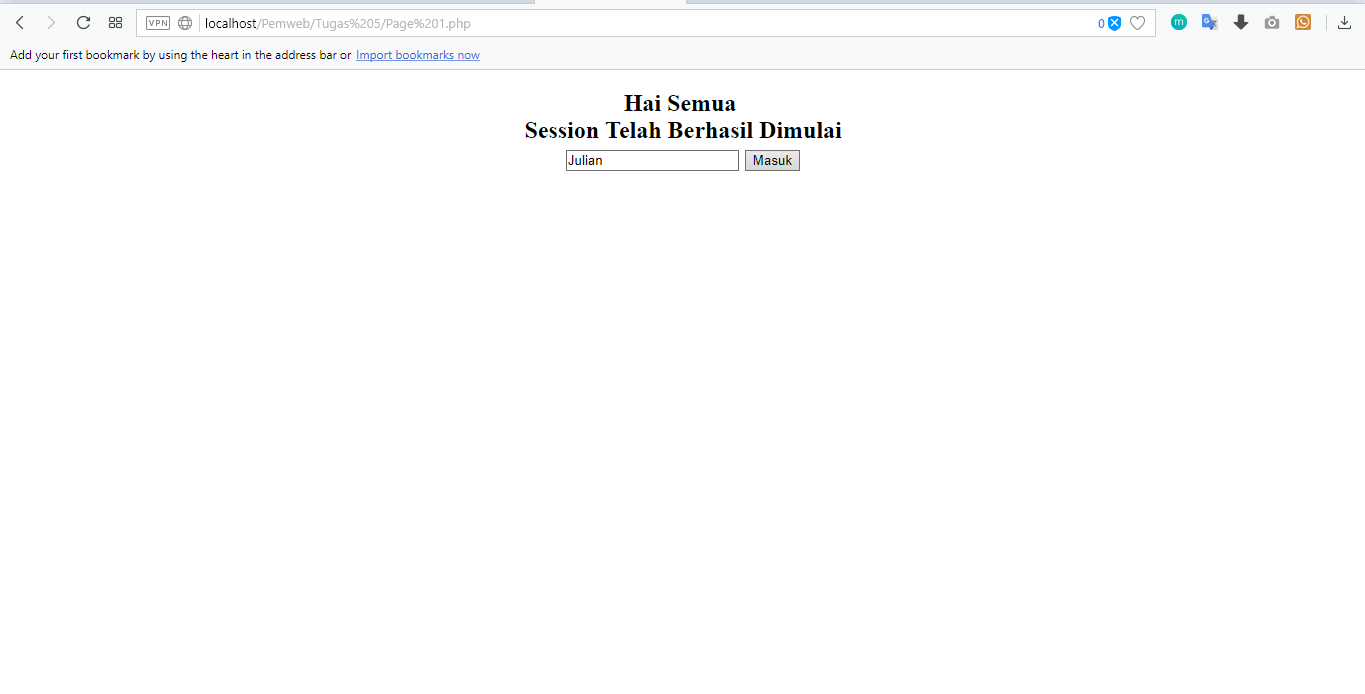 VPN localhost/Pemweb/Tugas%205/Page%201.php 0 m
Add your first bookmark by using the heart in the address bar or Import bookmarks now
Hai Semua
Session Telah Berhasil Dimulai
Julian Masuk